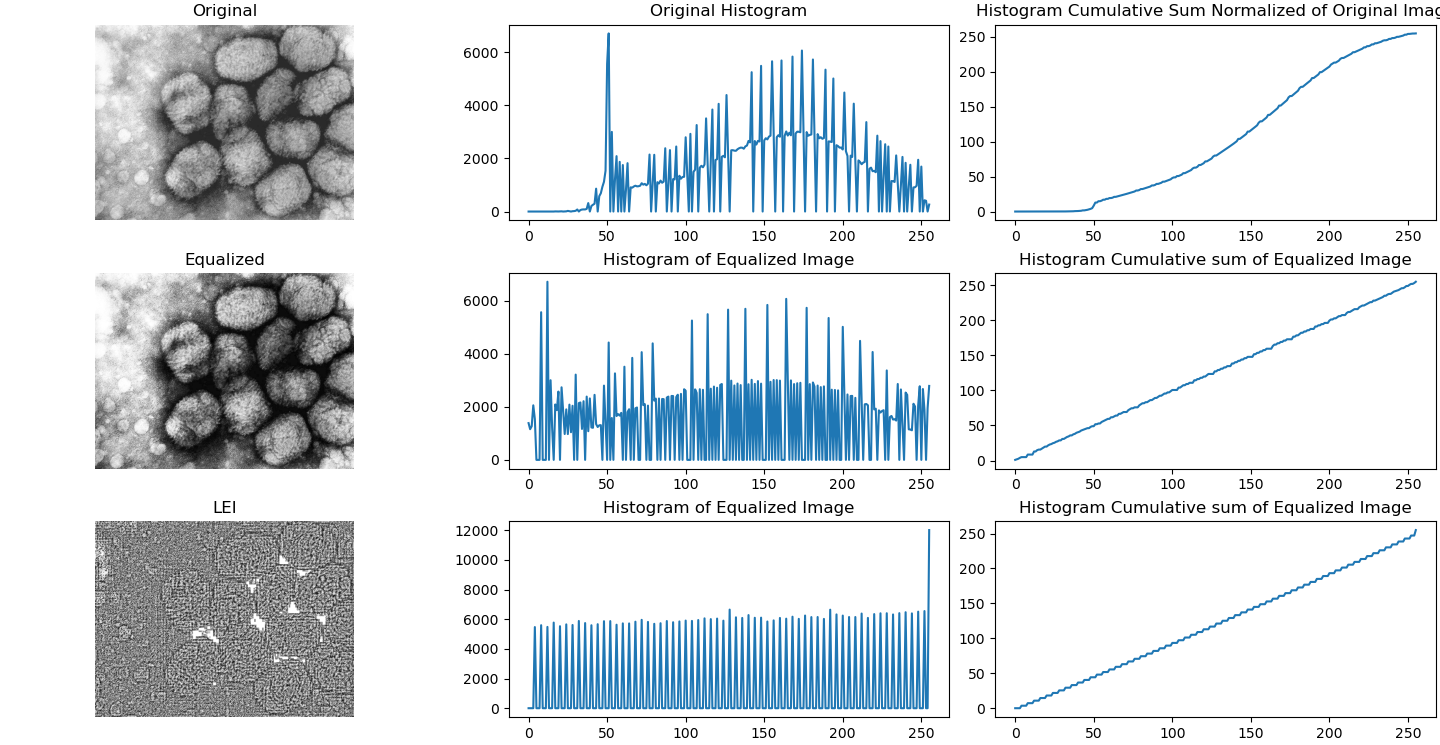 Original
Original Histogram
Histogram Cumulative Sum Normalized of Original Imag
6000
4000
2000
0
0 50 100 150 200 250
250
200
150
100
50
0
0 50 100 150 200 250
Equalized
Histogram of Equalized Image
Histogram Cumulative sum of Equalized Image
6000
4000
2000
0
0 50 100 150 200 250
250
200
150
100
50
0
0 50 100 150 200 250
LEI
Histogram of Equalized Image
Histogram Cumulative sum of Equalized Image
12000
10000
8000
6000
4000
2000
0
0 50 100 150 200 250
250
200
150
100
50
0
0 50 100 150 200 250